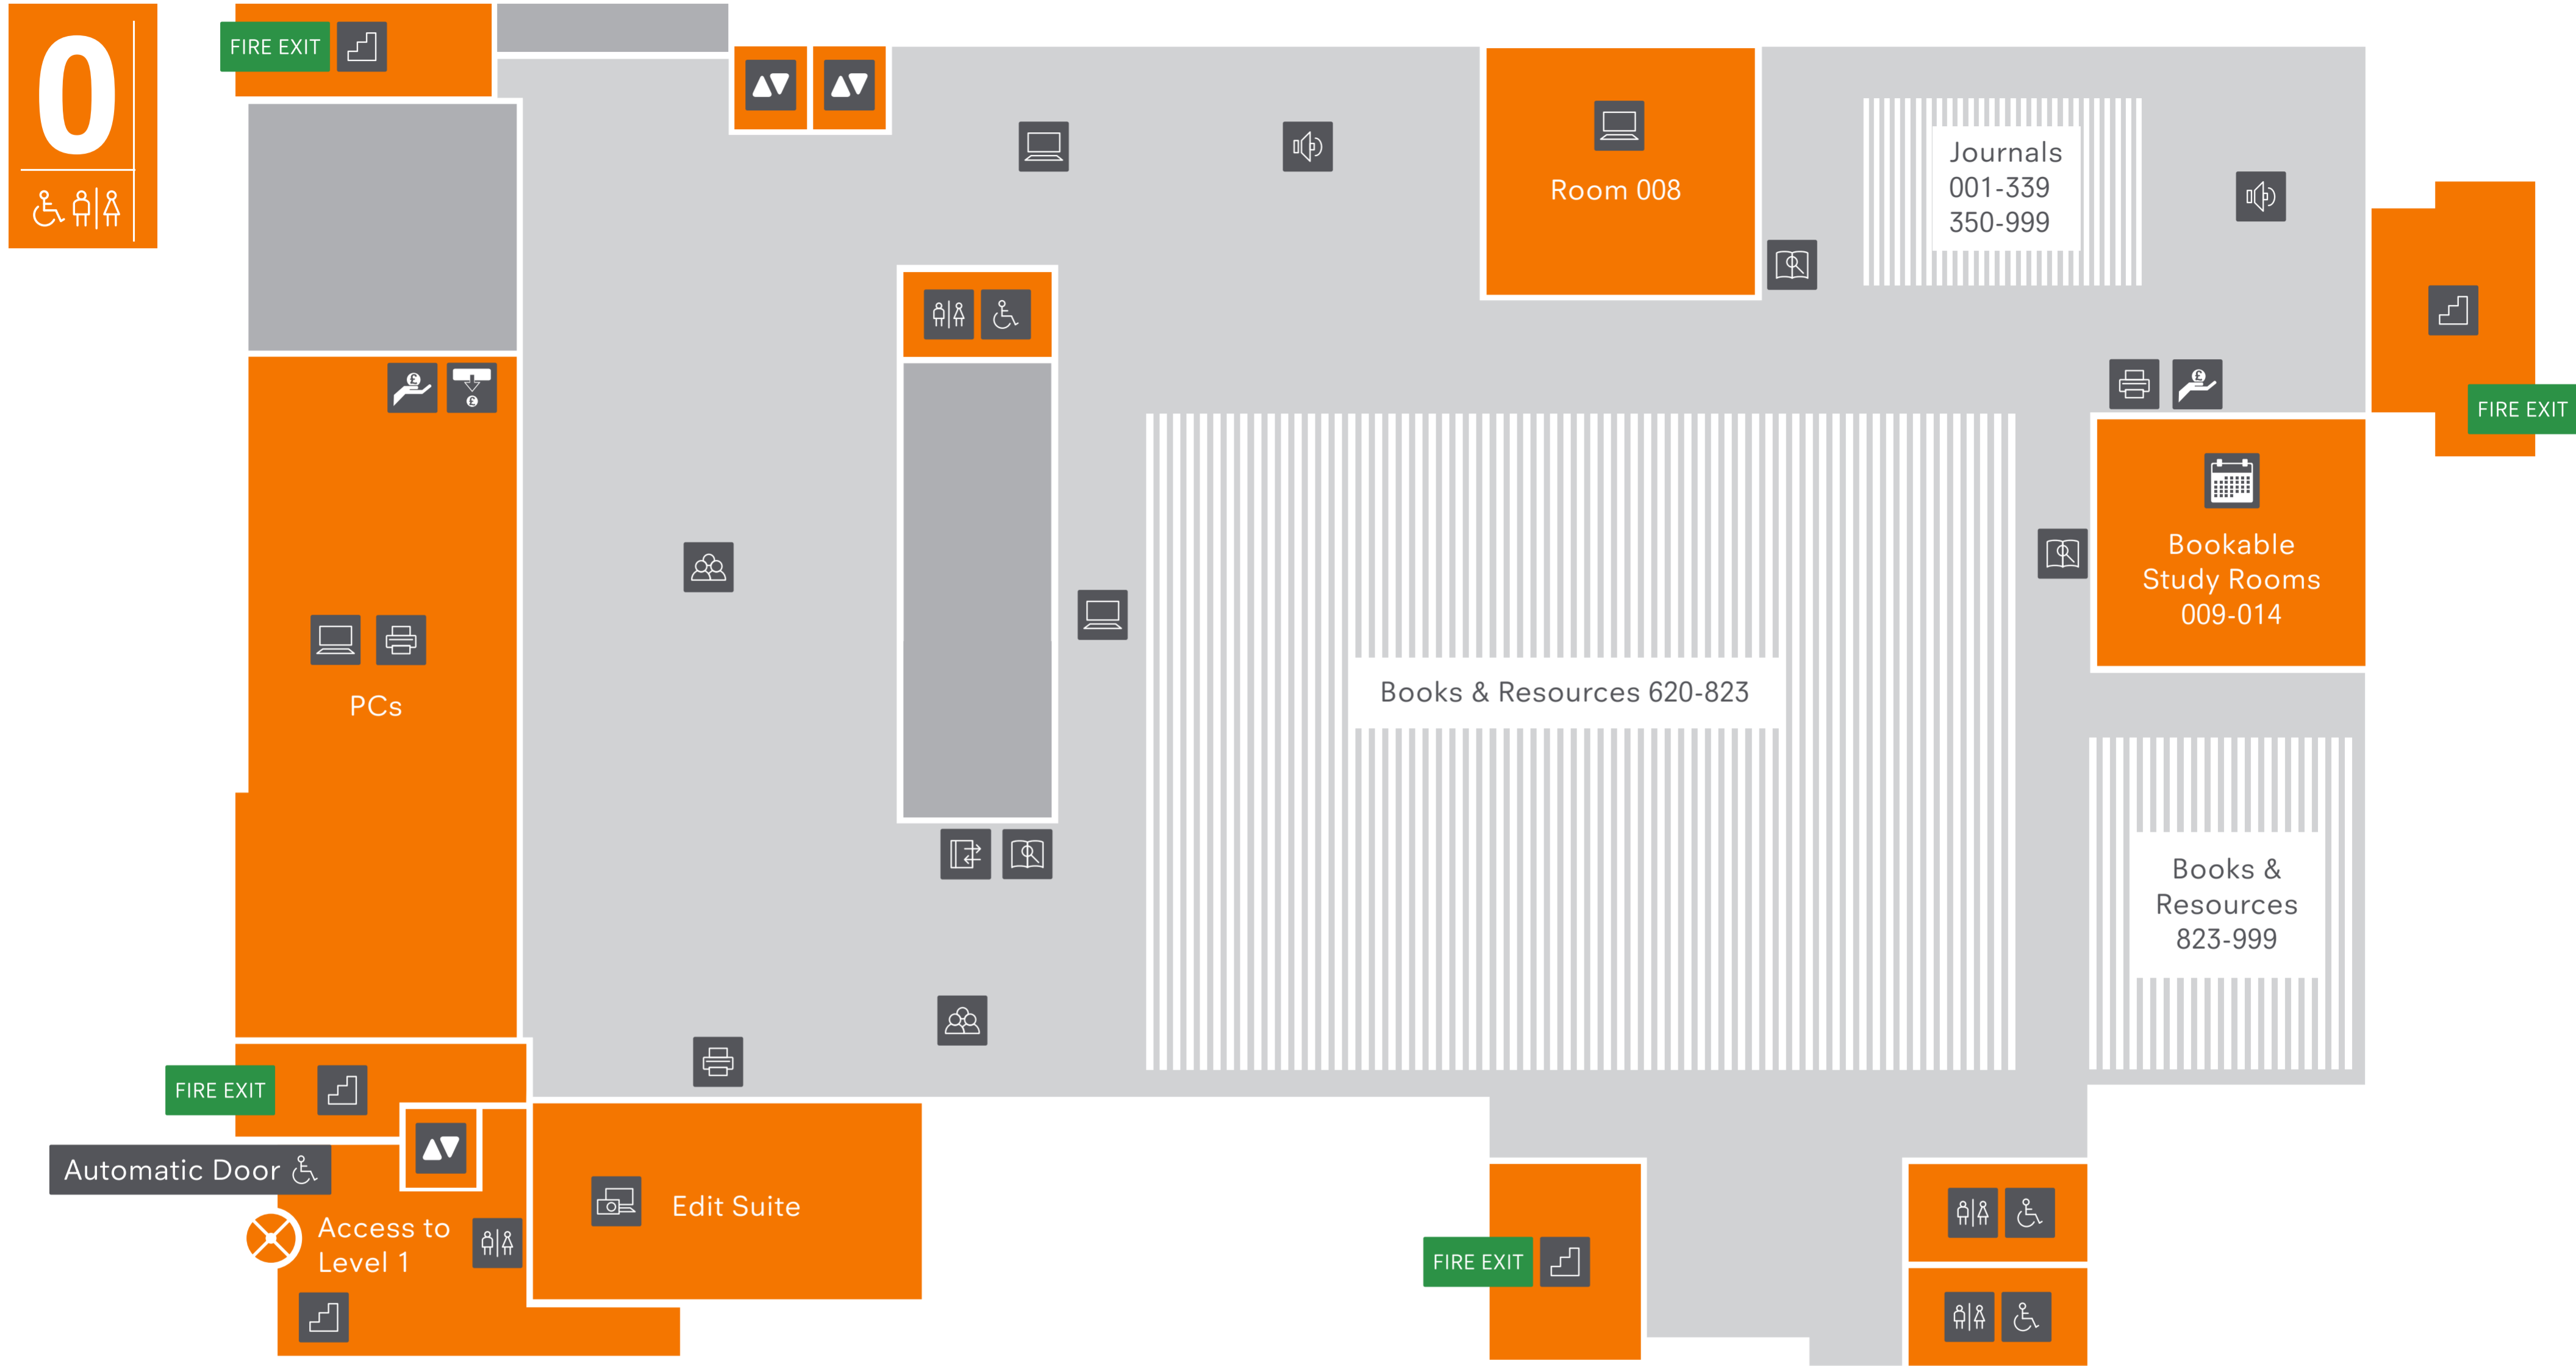 0
FIRE EXIT
Room 008
Journals
001-339
350-999
FIRE EXIT
£
£
£
Bookable
Study Rooms
009-014
PCs
Books & Resources 620-823
Books &
Resources
823-999
FIRE EXIT
Automatic Door
Access to
Level 1
Edit Suite
FIRE EXIT